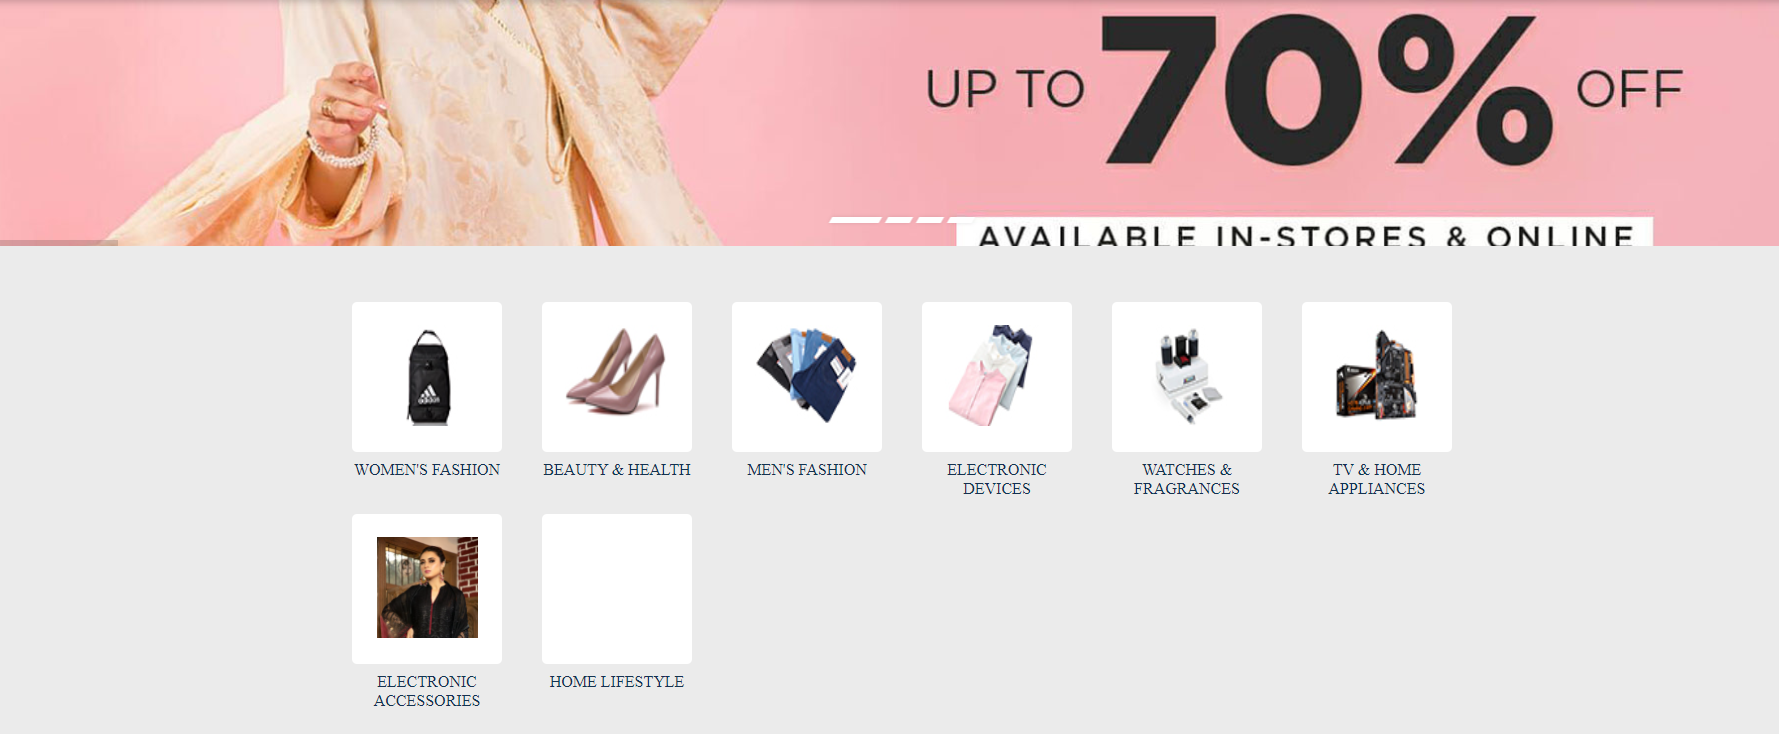 UP TO 70% OFF
AVAILABLE IN-STORES & ONLINE
adidas
WOMEN'S FASHION
BEAUTY & HEALTH
MEN'S FASHION
ELECTRONIC
DEVICES
WATCHES &
FRAGRANCES
TV & HOME
APPLIANCES
ELECTRONIC
ACCESSORIES
HOME LIFESTYLE